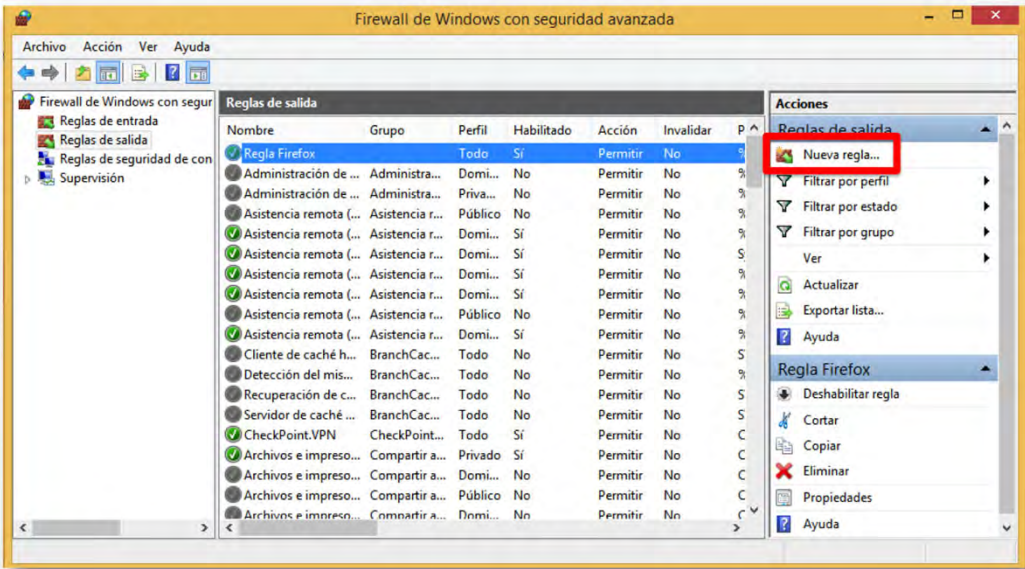 Firewall de Windows con seguridad avanzada
Archivo Acción Ver Ayuda
Firewall de Windows con segur
Reglas de entrada
Reglas de salida
Reglas de seguridad de con
Supervisión
Reglas de salida
Nombre Grupo Perfil Habilitado Acción Invalidar P
Regla Firefox Todo Sí Permitir No %
Administración de ... Administra... Domi... No Permitir No %
Administración de ... Administra... Priva... No Permitir No %
Asistencia remota (... Asistencia r... Público No Permitir No %
Asistencia remota (... Asistencia r... Domi... Sí Permitir No %
Asistencia remota (... Asistencia r... Domi... Sí Permitir No S
Asistencia remota (... Asistencia r... Domi... Sí Permitir No %
Asistencia remota (... Asistencia r... Domi... Sí Permitir No %
Asistencia remota (... Asistencia r... Público No Permitir No %
Asistencia remota (... Asistencia r... Domi... Sí Permitir No %
Cliente de caché h... BranchCac... Todo No Permitir No S
Detección del mis... BranchCac... Todo No Permitir No %
Recuperación de c... BranchCac... Todo No Permitir No S
Servidor de caché ... BranchCac... Todo No Permitir No S
CheckPoint.VPN CheckPoint... Todo Sí Permitir No C
Archivos e impreso... Compartir a... Privado Sí Permitir No C
Archivos e impreso... Compartir a... Domi... No Permitir No C
Archivos e impreso... Compartir a... Público No Permitir No C
Archivos e impreso... Compartir a... Domi... No Permitir No C
Acciones
Reglas de salida
Nueva regla...
Filtrar por perfil
Filtrar por estado
Filtrar por grupo
Ver
Actualizar
Exportar lista...
Ayuda
Regla Firefox
Deshabilitar regla
Cortar
Copiar
Eliminar
Propiedades
Ayuda